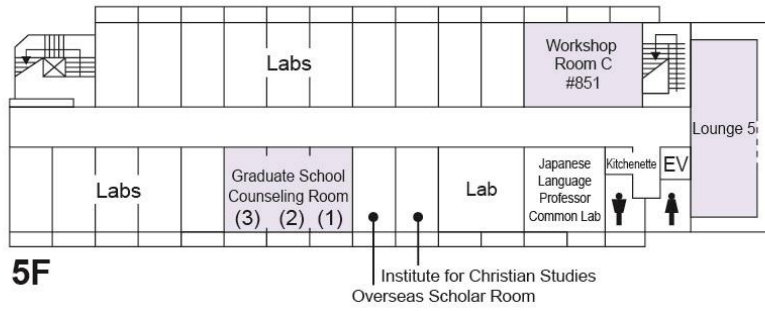 Labs
Workshop
Room C
#851
Lounge 5
Labs
Graduate School
Counseling Room
(3) (2) (1)
Lab
Japanese
Language
Professor
Common Lab
Kitchenette
EV
5F
Institute for Christian Studies
Overseas Scholar Room